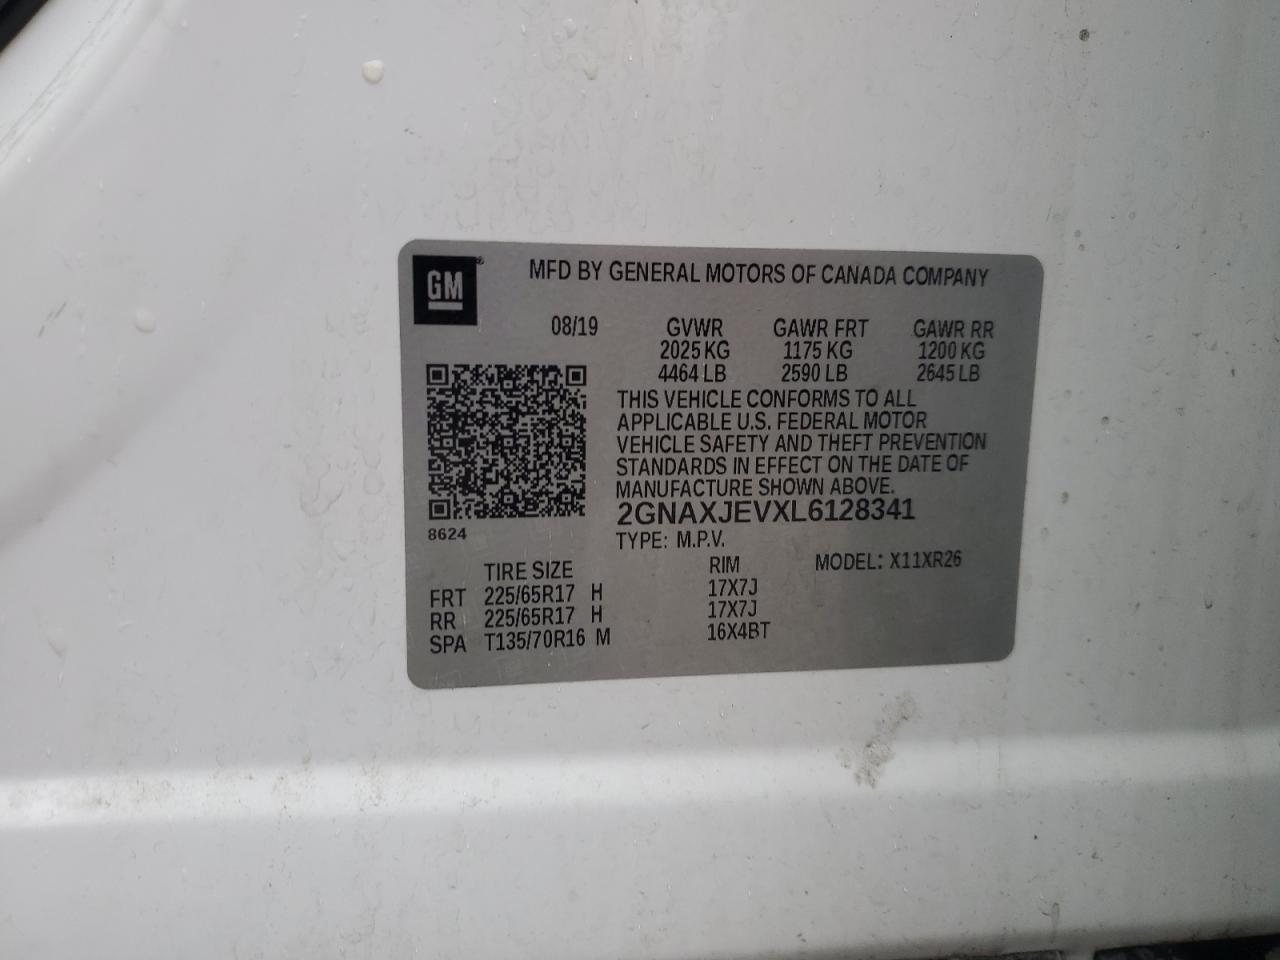 GM ®
MFD BY GENERAL MOTORS OF CANADA COMPANY
08/19 GVWR GAWR FRT GAWR RR
2025 KG 1175 KG 1200 KG
4464 LB 2590 LB 2645 LB
THIS VEHICLE CONFORMS TO ALL
APPLICABLE U.S. FEDERAL MOTOR
VEHICLE SAFETY AND THEFT PREVENTION
STANDARDS IN EFFECT ON THE DATE OF
MANUFACTURE SHOWN ABOVE.
2GNAXJEVXL6128341
8624
TYPE: M.P.V.
TIRE SIZE RIM MODEL: X11XR26
FRT 225/65R17 H 17X7J
RR 225/65R17 H 17X7J
SPA T135/70R16 M 16X4BT